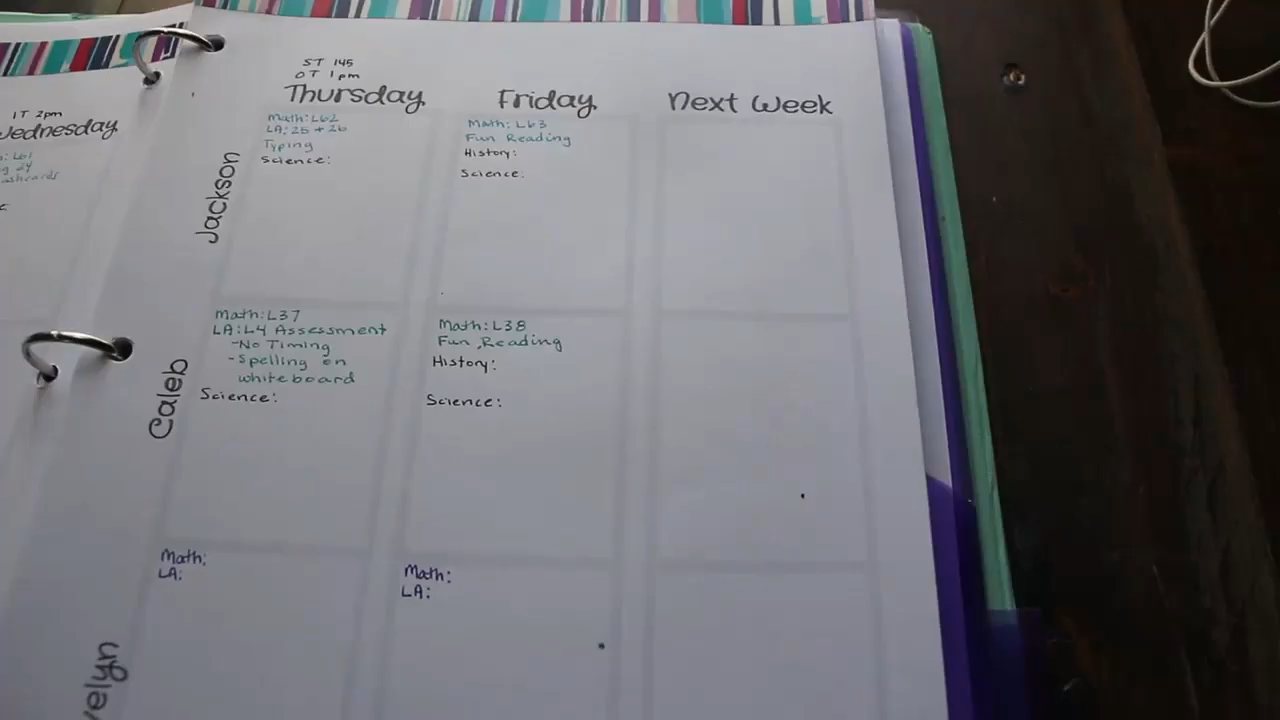 1T 2pm
Wednesday
ST 145
OT 1pm
Thursday
Friday
Next Week
Jackson
Math: L62
LA: 25 + 26
Typing
Science:
Math: L63
Fun Reading
History:
Science:
Caleb
Math: L37
LA: L4 Assessment
-No Timing
-Spelling on
whiteboard
Science:
Math: L38
Fun Reading
History:
Science:
velyn
Math:
LA:
Math:
LA: